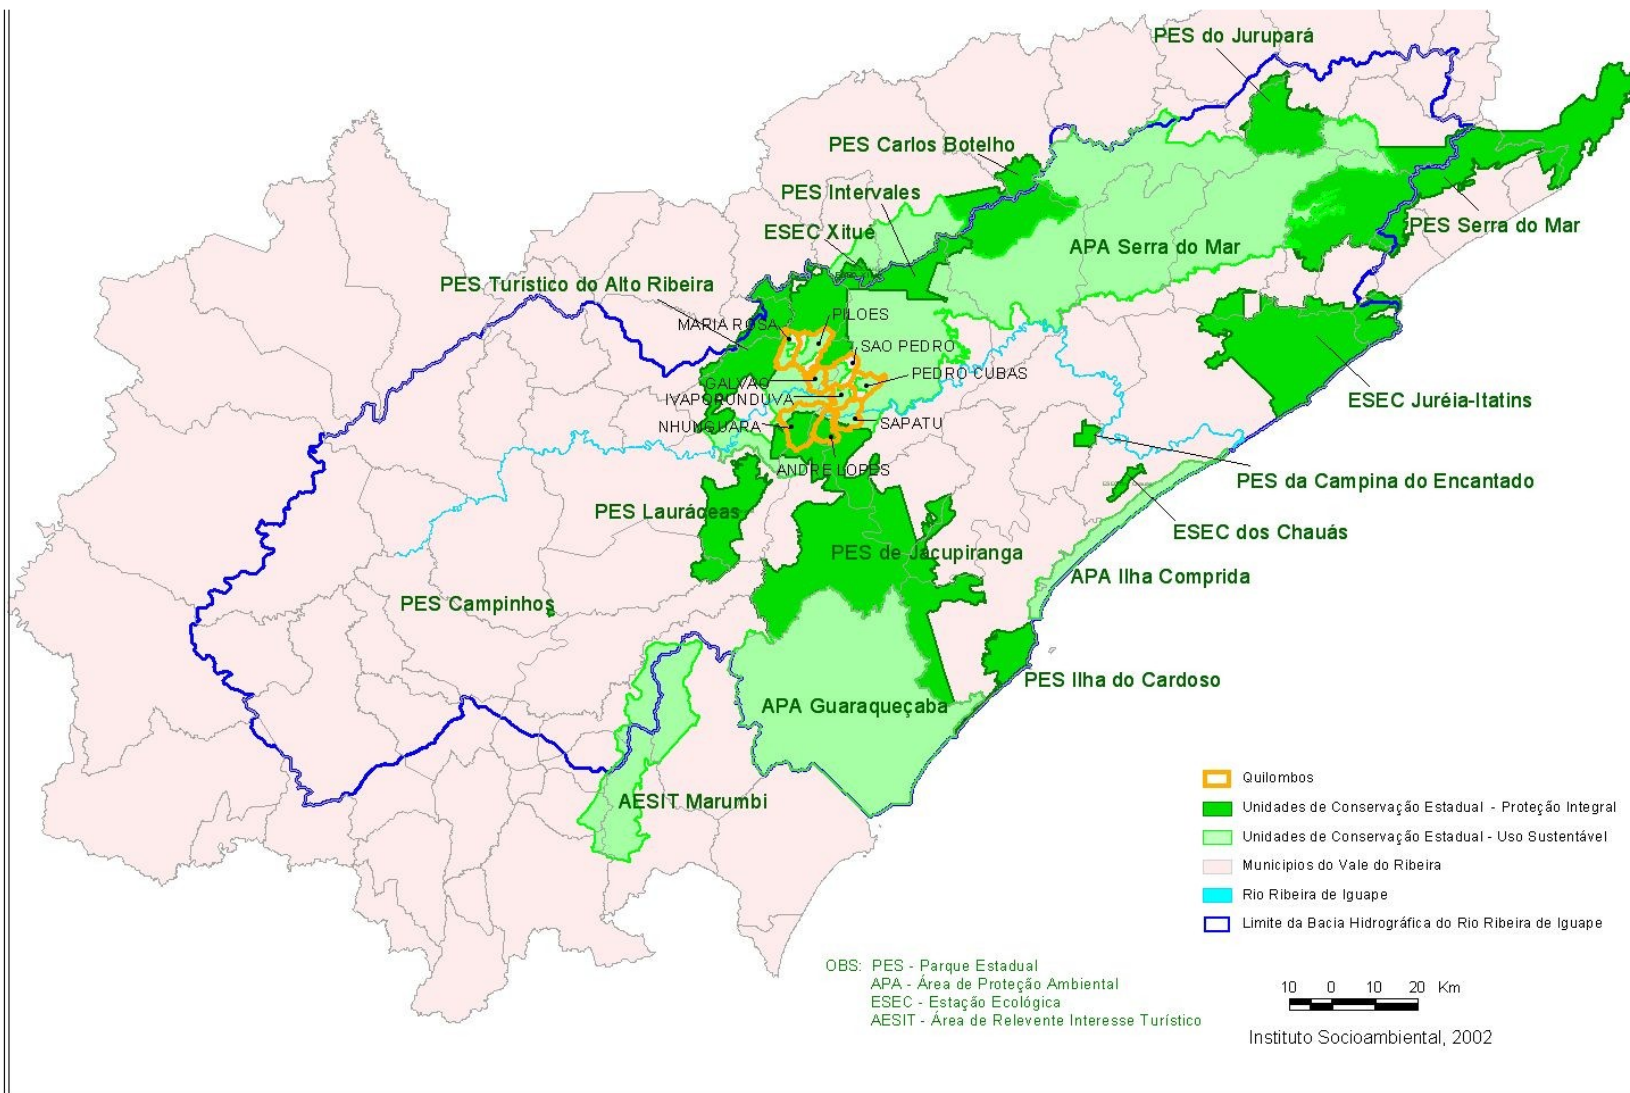 PES do Jurupará
PES Carlos Botelho
PES Intervales
ESEC Xitué
PES Serra do Mar
APA Serra do Mar
PES Turístico do Alto Ribeira
MARIA ROSA
PILOES
SAO PEDRO
GALVAO
PEDRO CUBAS
IVAPORUNDUVA
ESEC Juréia-Itatins
NHUNGUARA
SAPATU
ANDRE LOPES
PES da Campina do Encantado
PES Lauráceas
ESEC dos Chauás
PES de Jacupiranga
APA Ilha Comprida
PES Campinhos
PES Ilha do Cardoso
APA Guaraqueçaba
AESIT Marumbi
Quilombos
Unidades de Conservação Estadual - Proteção Integral
Unidades de Conservação Estadual - Uso Sustentável
Municipios do Vale do Ribeira
Rio Ribeira de Iguape
Limite da Bacia Hidrográfica do Rio Ribeira de Iguape
OBS: PES - Parque Estadual
APA - Área de Proteção Ambiental
ESEC - Estação Ecológica
AESIT - Área de Relevente Interesse Turístico
10 0 10 20 Km
Instituto Socioambiental, 2002